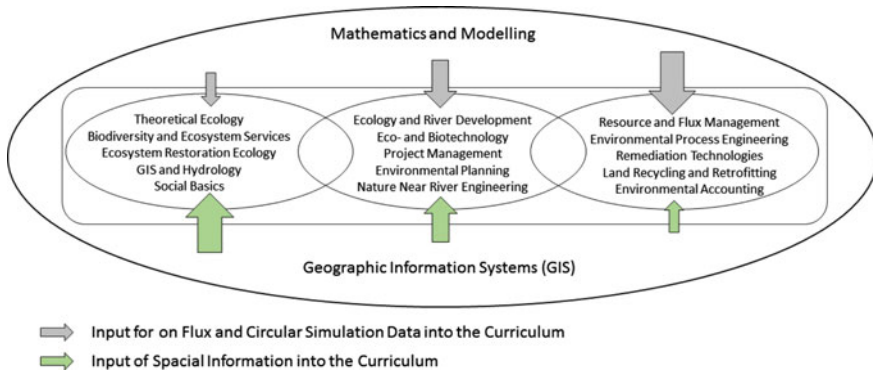 Mathematics and Modelling
Theoretical Ecology
Biodiversity and Ecosystem Services
Ecosystem Restoration Ecology
GIS and Hydrology
Social Basics
Ecology and River Development
Eco- and Biotechnology
Project Management
Environmental Planning
Nature Near River Engineering
Resource and Flux Management
Environmental Process Engineering
Remediation Technologies
Land Recycling and Retrofitting
Environmental Accounting
Geographic Information Systems (GIS)
Input for on Flux and Circular Simulation Data into the Curriculum
Input of Spacial Information into the Curriculum